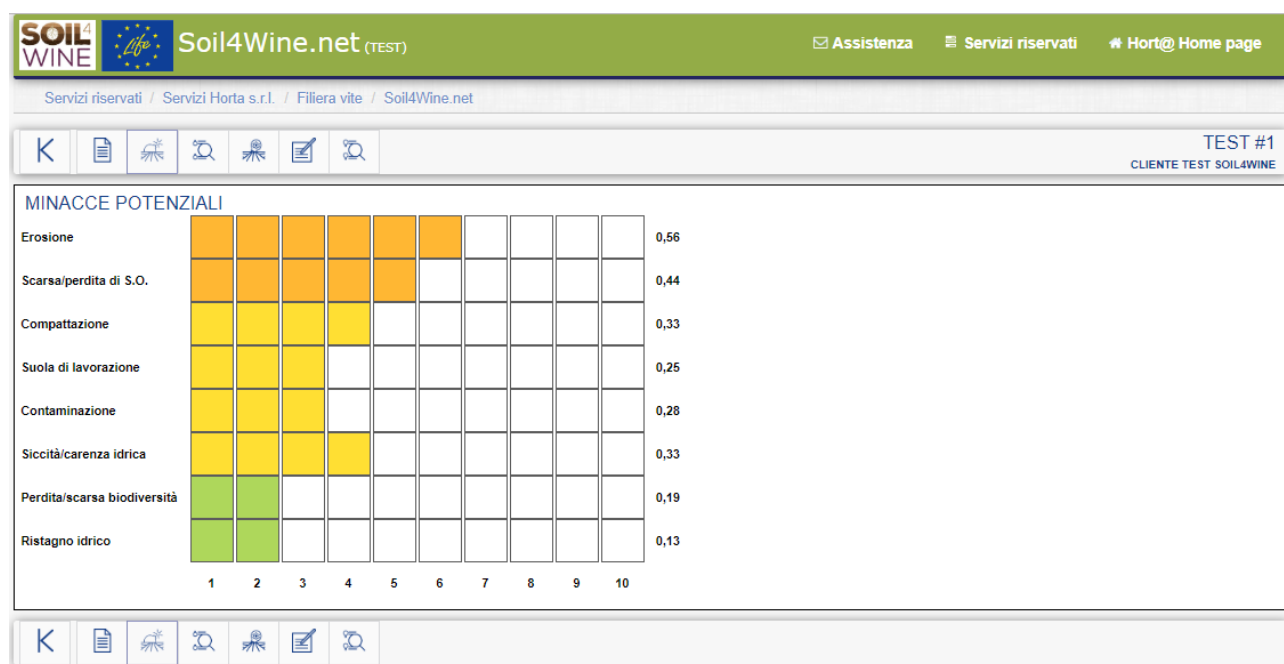 SOIL4
WINE
Life
Soil4Wine.net (TEST)
Assistenza
Servizi riservati
Hort@ Home page
Servizi riservati / Servizi Horta s.r.l. / Filiera vite / Soil4Wine.net
TEST #1
CLIENTE TEST SOIL4WINE
MINACCE POTENZIALI
Erosione 0,56
Scarsa/perdita di S.O. 0,44
Compattazione 0,33
Suola di lavorazione 0,25
Contaminazione 0,28
Siccità/carenza idrica 0,33
Perdita/scarsa biodiversità 0,19
Ristagno idrico 0,13
1 2 3 4 5 6 7 8 9 10